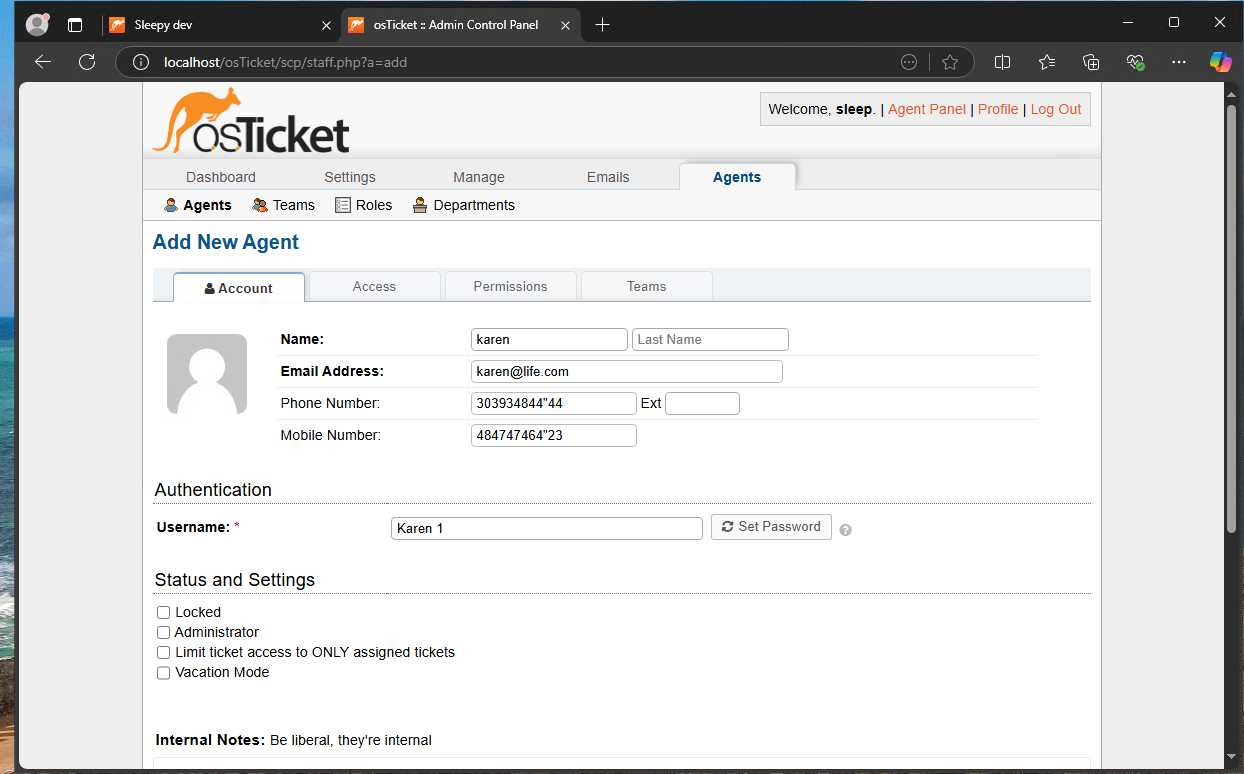 Sleepy dev
osTicket :: Admin Control Panel
localhost/osTicket/scp/staff.php?a=add
osTicket
Welcome, sleep. | Agent Panel | Profile | Log Out
Dashboard Settings Manage Emails Agents
Agents Teams Roles Departments
Add New Agent
Account Access Permissions Teams
Name: karen Last Name
Email Address: karen@life.com
Phone Number: 303934844"44 Ext
Mobile Number: 484747464"23
Authentication
Username: * Karen 1 Set Password ?
Status and Settings
Locked
Administrator
Limit ticket access to ONLY assigned tickets
Vacation Mode
Internal Notes: Be liberal, they're internal